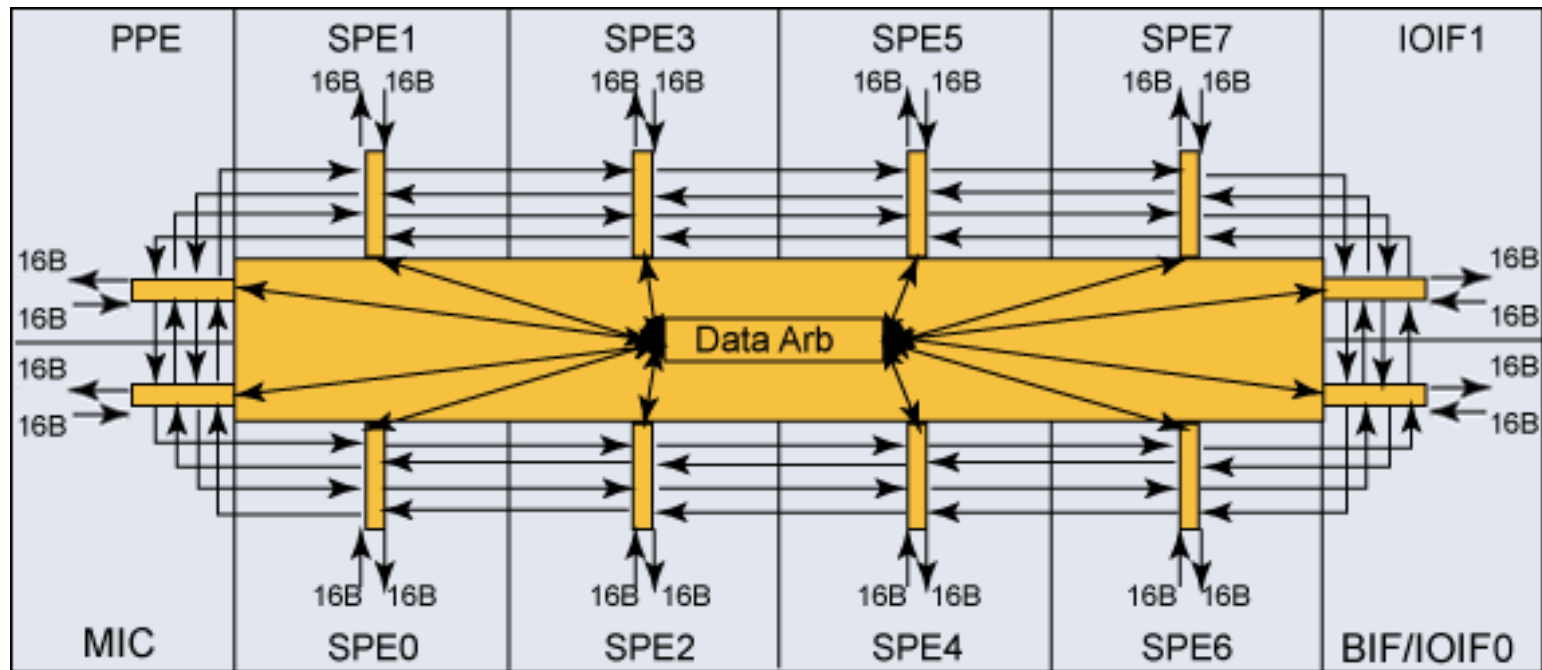 PPE SPE1 SPE3 SPE5 SPE7 IOIF1
16B 16B 16B 16B 16B 16B 16B 16B
16B 16B
16B 16B
Data Arb
16B 16B
16B 16B
16B 16B 16B 16B 16B 16B 16B 16B
MIC SPE0 SPE2 SPE4 SPE6 BIF/IOIF0